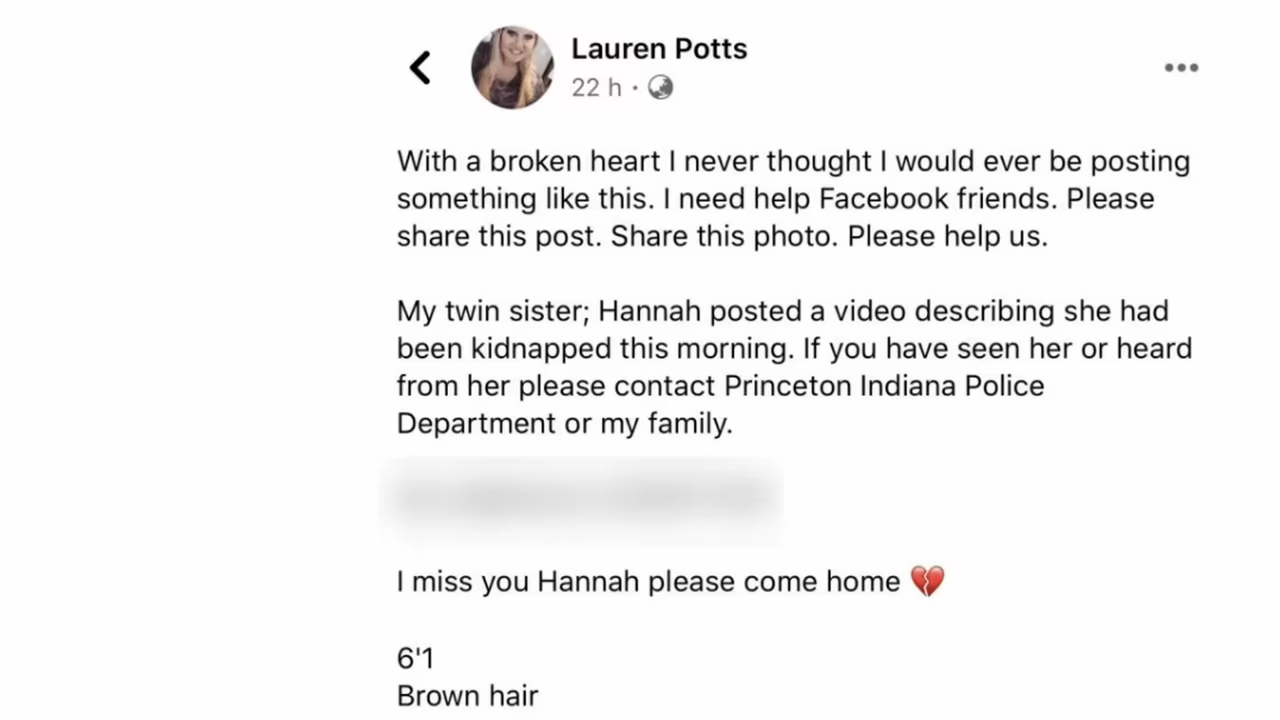 Lauren Potts
22 h ·
With a broken heart I never thought I would ever be posting
something like this. I need help Facebook friends. Please
share this post. Share this photo. Please help us.
My twin sister; Hannah posted a video describing she had
been kidnapped this morning. If you have seen her or heard
from her please contact Princeton Indiana Police
Department or my family.
I miss you Hannah please come home 💔
6'1
Brown hair